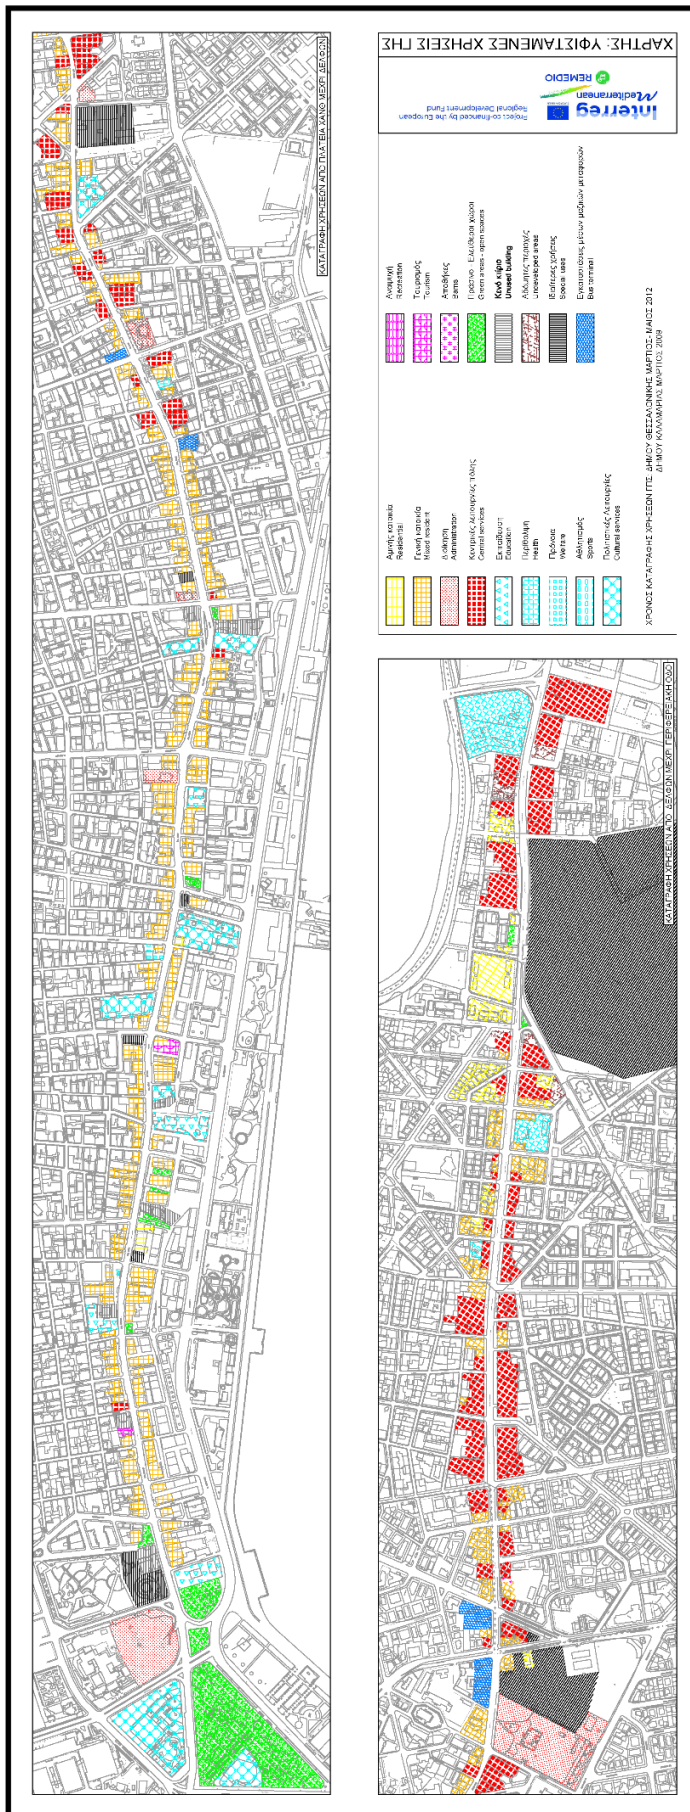 ΧΑΡΤΗΣ: ΥΦΙΣΤΑΜΕΝΕΣ ΧΡΗΣΕΙΣ ΓΗΣ
Interreg
Mediterranean
REMEDIO
Project co-financed by the European
Regional Development Fund
Αμιγής κατοικία
Residential
Γενική κατοικία
Mixed resident
Διοίκηση
Administration
Κεντρικές λειτουργίες πόλης
Central services
Εκπαίδευση
Education
Περίθαλψη
Health
Πρόνοια
Welfare
Αθλητισμός
Sports
Πολιτιστικές λειτουργίες
Cultural services
Αναψυχή
Recreation
Τουρισμός
Tourism
Αποθήκες
Barns
Πράσινο - Ελεύθεροι χώροι
Green areas - open spaces
Κενό κτίριο
Unused building
Αδόμητες περιοχές
Undeveloped areas
Ιδιαίτερες χρήσεις
Special uses
Εγκαταστάσεις μέσων μαζικών μεταφορών
Bus terminal
ΧΡΟΝΟΣ ΚΑΤΑΓΡΑΦΗΣ ΧΡΗΣΕΩΝ ΓΗΣ: ΔΗΜΟΥ ΘΕΣΣΑΛΟΝΙΚΗΣ ΜΑΡΤΙΟΣ- ΜΑΙΟΣ 2012
ΔΗΜΟΥ ΚΑΛΑΜΑΡΙΑΣ ΜΑΡΤΙΟΣ 2009
ΚΑΤΑΓΡΑΦΗ ΧΡΗΣΕΩΝ ΑΠΟ ΠΛΑΤΕΙΑ ΧΑΝΘ ΜΕΧΡΙ ΔΕΛΦΩΝ
ΚΑΤΑΓΡΑΦΗ ΧΡΗΣΕΩΝ ΑΠΟ ΔΕΛΦΩΝ ΜΕΧΡΙ ΠΕΡΙΦΕΡΕΙΑΚΗ ΟΔΟ